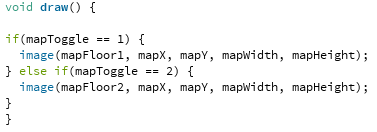 void draw() {

if(mapToggle == 1) {
  image(mapFloor1, mapX, mapY, mapWidth, mapHeight);
} else if(mapToggle == 2) {
  image(mapFloor2, mapX, mapY, mapWidth, mapHeight);
}
}